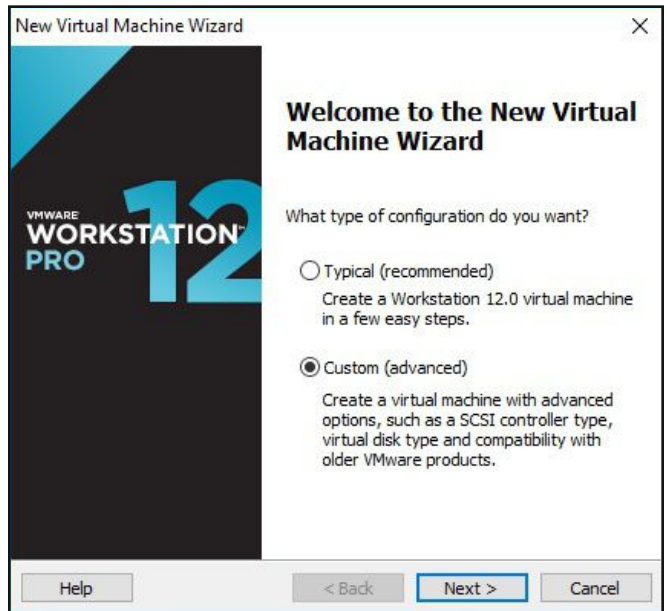 New Virtual Machine Wizard
Welcome to the New Virtual
Machine Wizard
VMWARE
WORKSTATION™
PRO
12
What type of configuration do you want?
Typical (recommended)
Create a Workstation 12.0 virtual machine
in a few easy steps.
Custom (advanced)
Create a virtual machine with advanced
options, such as a SCSI controller type,
virtual disk type and compatibility with
older VMware products.
Help
< Back
Next >
Cancel